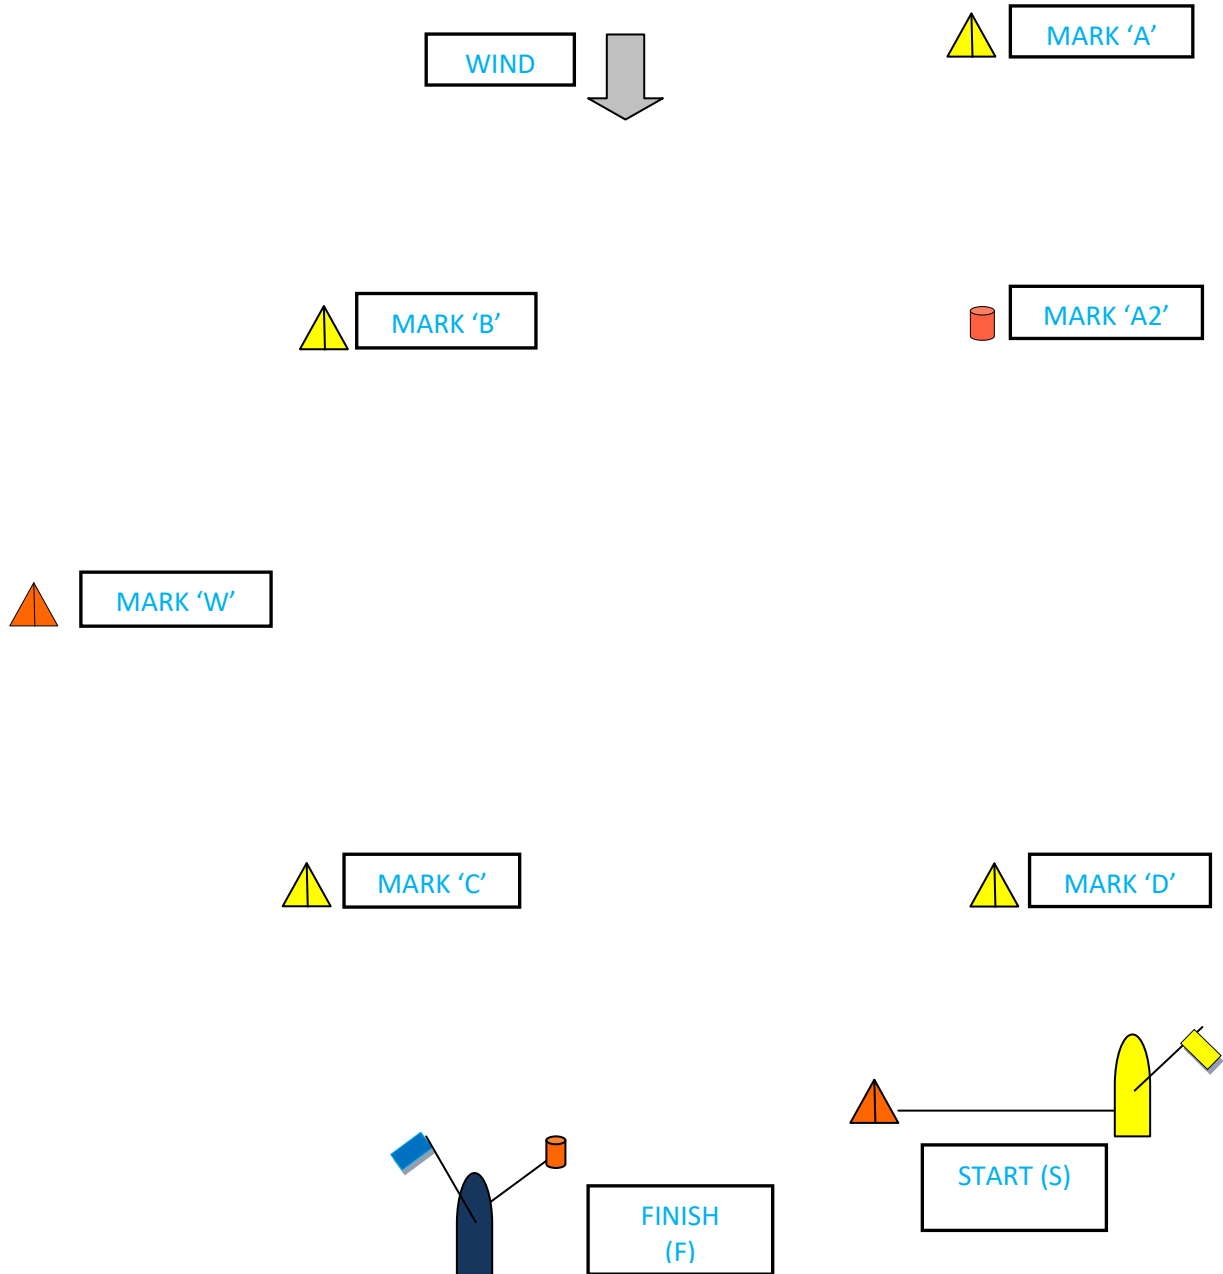 MARK ‘A’
WIND
MARK ‘A2’
MARK ‘B’
MARK ‘W’
MARK ‘C’
MARK ‘D’
START (S)
FINISH
(F)